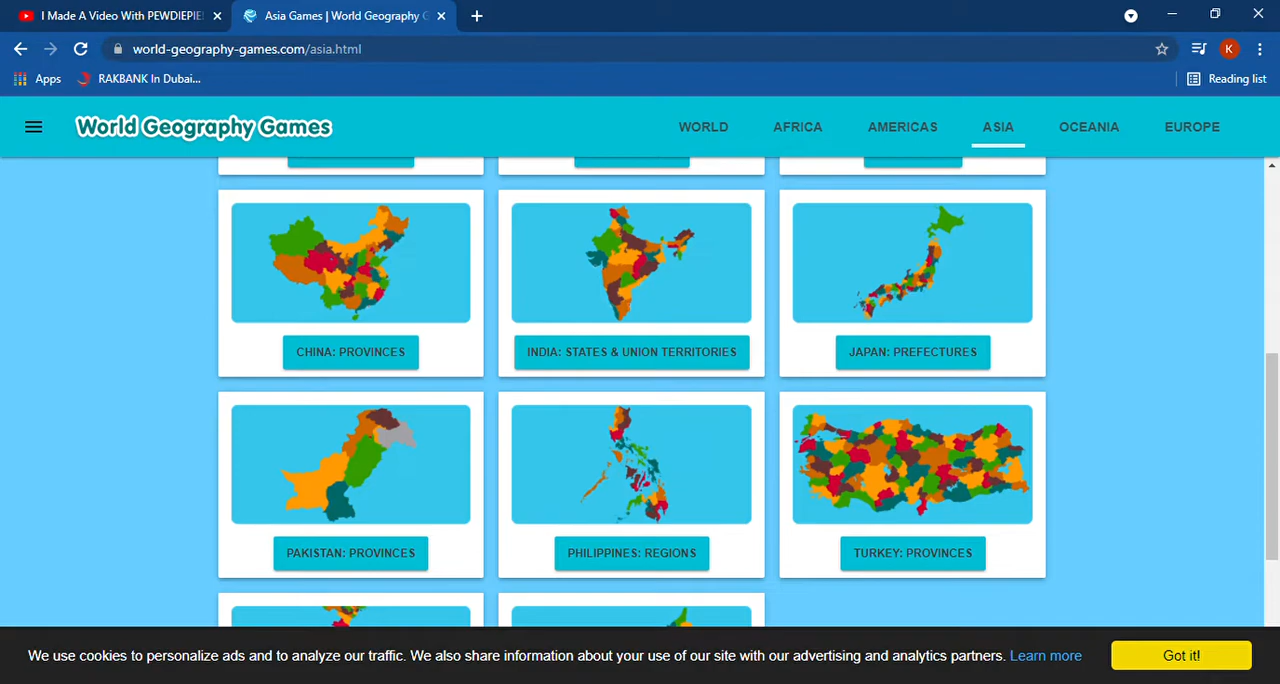 I Made A Video With PEWDIEPIE
Asia Games | World Geography G
world-geography-games.com/asia.html
K
Apps
RAKBANK In Dubai...
Reading list
World Geography Games
WORLD
AFRICA
AMERICAS
ASIA
OCEANIA
EUROPE
CHINA: PROVINCES
INDIA: STATES & UNION TERRITORIES
JAPAN: PREFECTURES
PAKISTAN: PROVINCES
PHILIPPINES: REGIONS
TURKEY: PROVINCES
We use cookies to personalize ads and to analyze our traffic. We also share information about your use of our site with our advertising and analytics partners. Learn more
Got it!